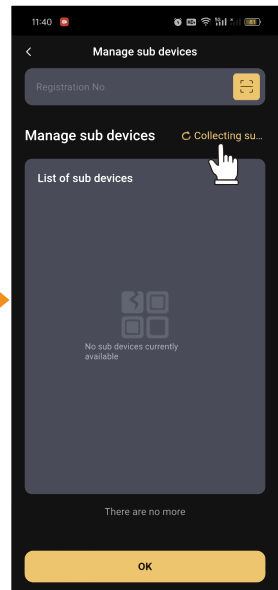 11:40
Manage sub devices
Registration No.
Manage sub devices
Collecting su...
List of sub devices
No sub devices currently
available
There are no more
OK